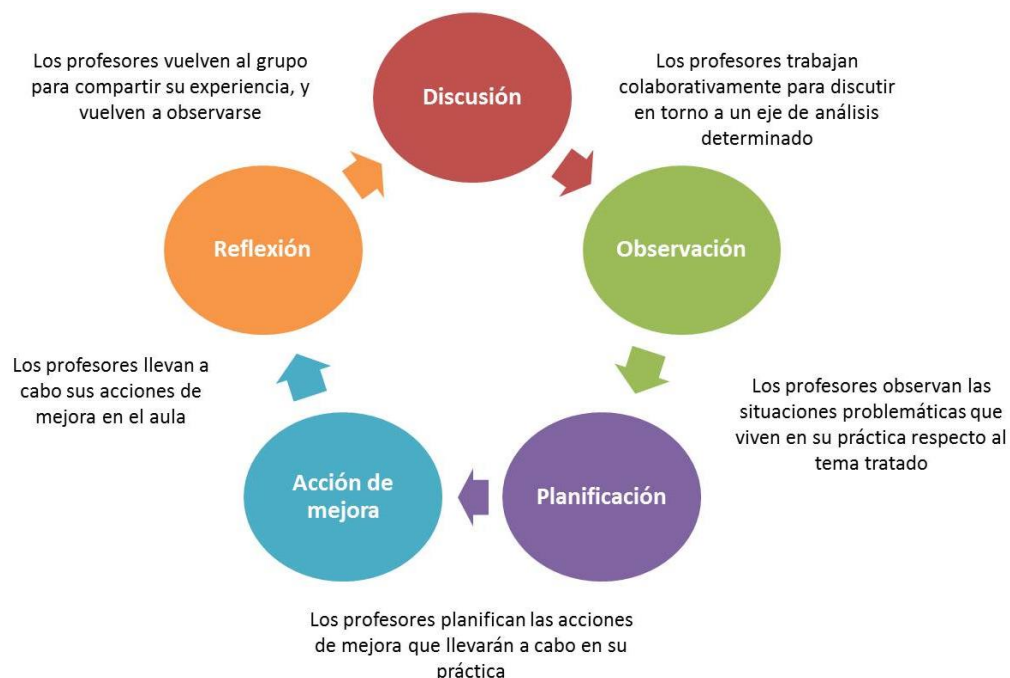 Discusión
Los profesores trabajan
colaborativamente para discutir
en torno a un eje de análisis
determinado
Observación
Los profesores observan las
situaciones problemáticas que
viven en su práctica respecto al
tema tratado
Planificación
Los profesores planifican las acciones
de mejora que llevarán a cabo en su
práctica
Acción de
mejora
Los profesores llevan a
cabo sus acciones de
mejora en el aula
Reflexión
Los profesores vuelven al grupo
para compartir su experiencia, y
vuelven a observarse